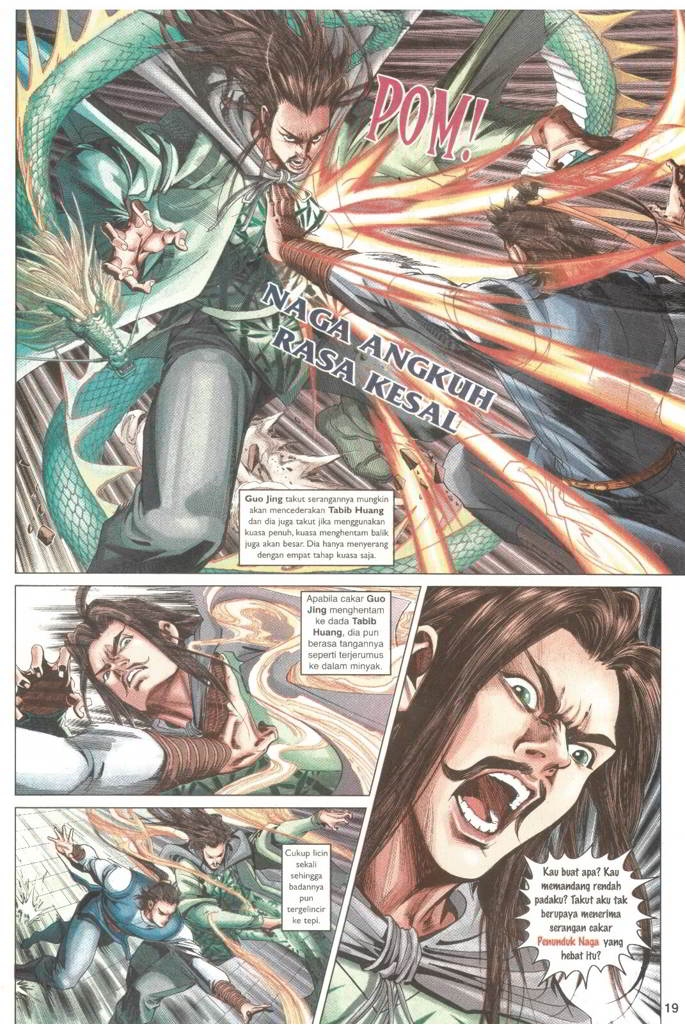 POM!
NAGA ANGKUH
RASA KESAL
Guo Jing takut serangannya mungkin
akan mencederakan Tabib Huang
dan dia juga takut jika menggunakan
kuasa penuh, kuasa menghentam balik
juga akan besar. Dia hanya menyerang
dengan empat tahap kuasa saja.
Apabila cakar Guo
Jing menghentam
ke dada Tabib
Huang, dia pun
berasa tangannya
seperti terjerumus
ke dalam minyak.
Cukup licin
sekali
sehingga
badannya
pun
tergelincir
ke tepi.
Kau buat apa? Kau
memandang rendah
padaku? Takut aku tak
berupaya menerima
serangan cakar
Penunduk Naga yang
hebat itu?
19